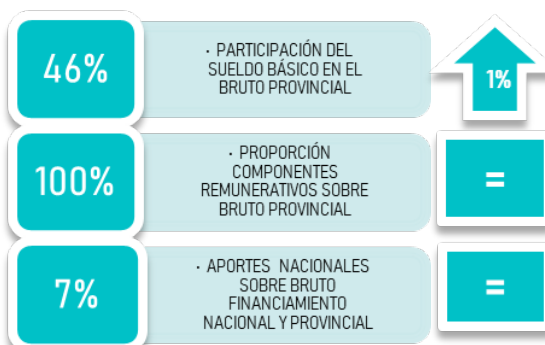 46%
· PARTICIPACIÓN DEL
SUELDO BÁSICO EN EL
BRUTO PROVINCIAL
1%
100%
· PROPORCIÓN
COMPONENTES
REMUNERATIVOS SOBRE
BRUTO PROVINCIAL
=
7%
· APORTES NACIONALES
SOBRE BRUTO
FINANCIAMIENTO
NACIONAL Y PROVINCIAL
=